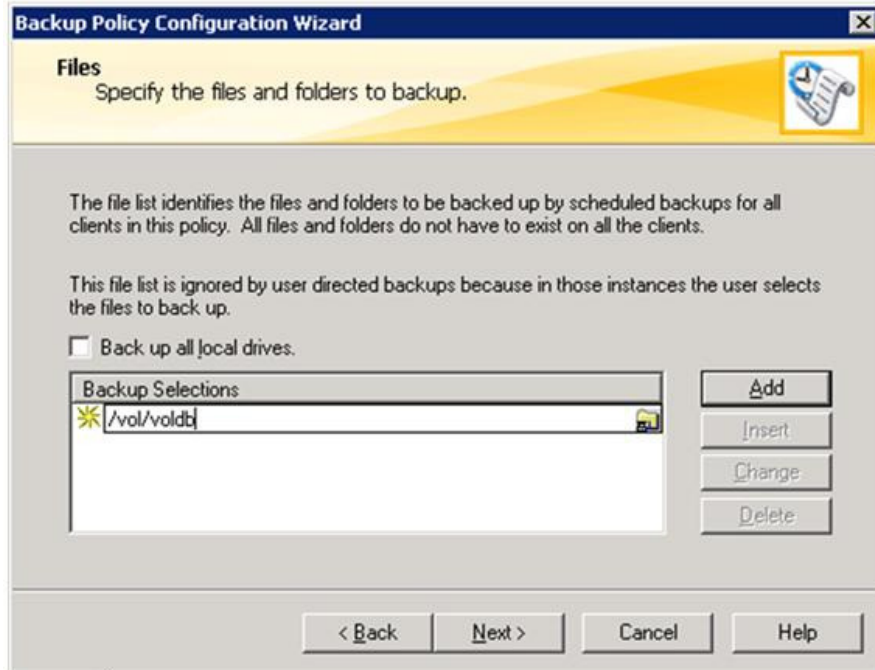 Backup Policy Configuration Wizard
Files
Specify the files and folders to backup.
The file list identifies the files and folders to be backed up by scheduled backups for all
clients in this policy. All files and folders do not have to exist on all the clients.
This file list is ignored by user directed backups because in those instances the user selects
the files to back up.
Back up all local drives.
Backup Selections
/vol/voldb
Add
Insert
Change
Delete
< Back
Next >
Cancel
Help